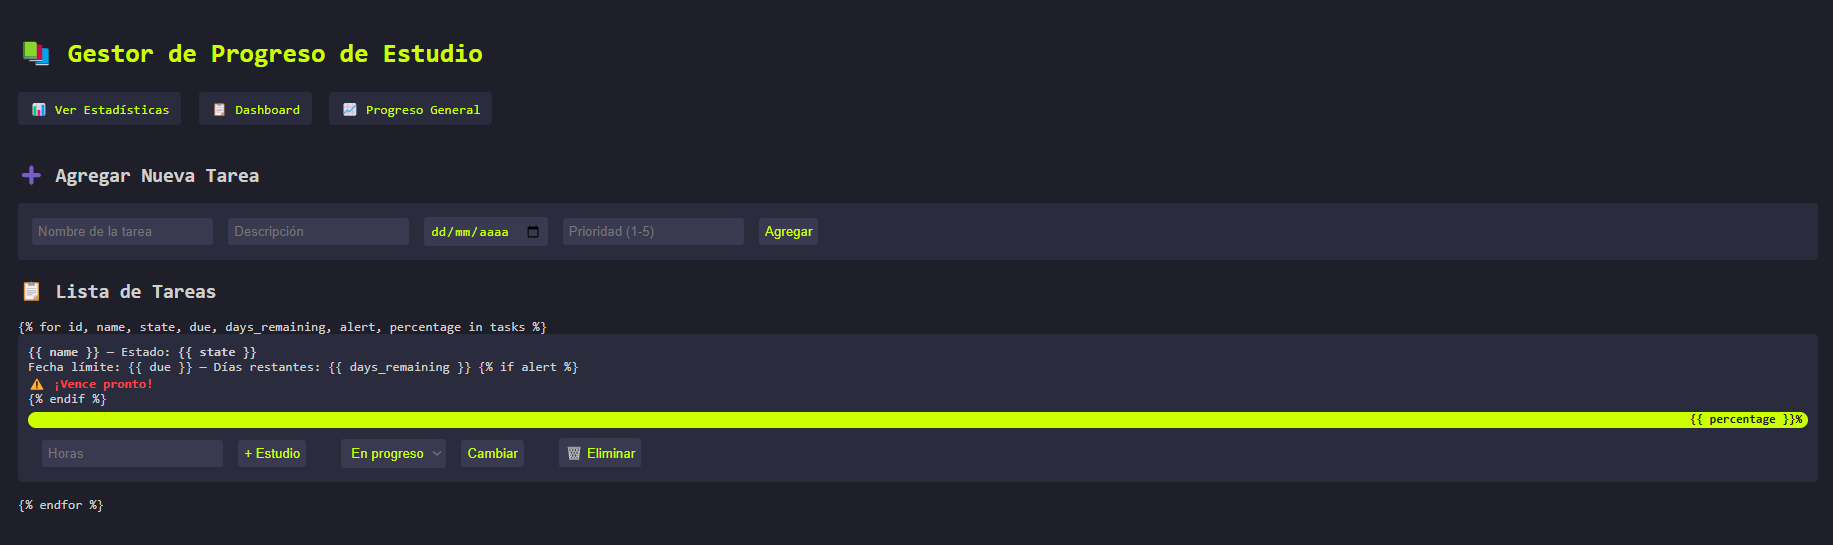 Gestor de Progreso de Estudio
Ver Estadísticas Dashboard Progreso General
Agregar Nueva Tarea
Nombre de la tarea Descripción dd/mm/aaaa Prioridad (1-5) Agregar
Lista de Tareas
{% for id, name, state, due, days_remaining, alert, percentage in tasks %}
{{ name }} — Estado: {{ state }}
Fecha límite: {{ due }} — Días restantes: {{ days_remaining }} {% if alert %}
¡Vence pronto!
{% endif %}
{{ percentage }}%
Horas + Estudio En progreso Cambiar Eliminar
{% endfor %}